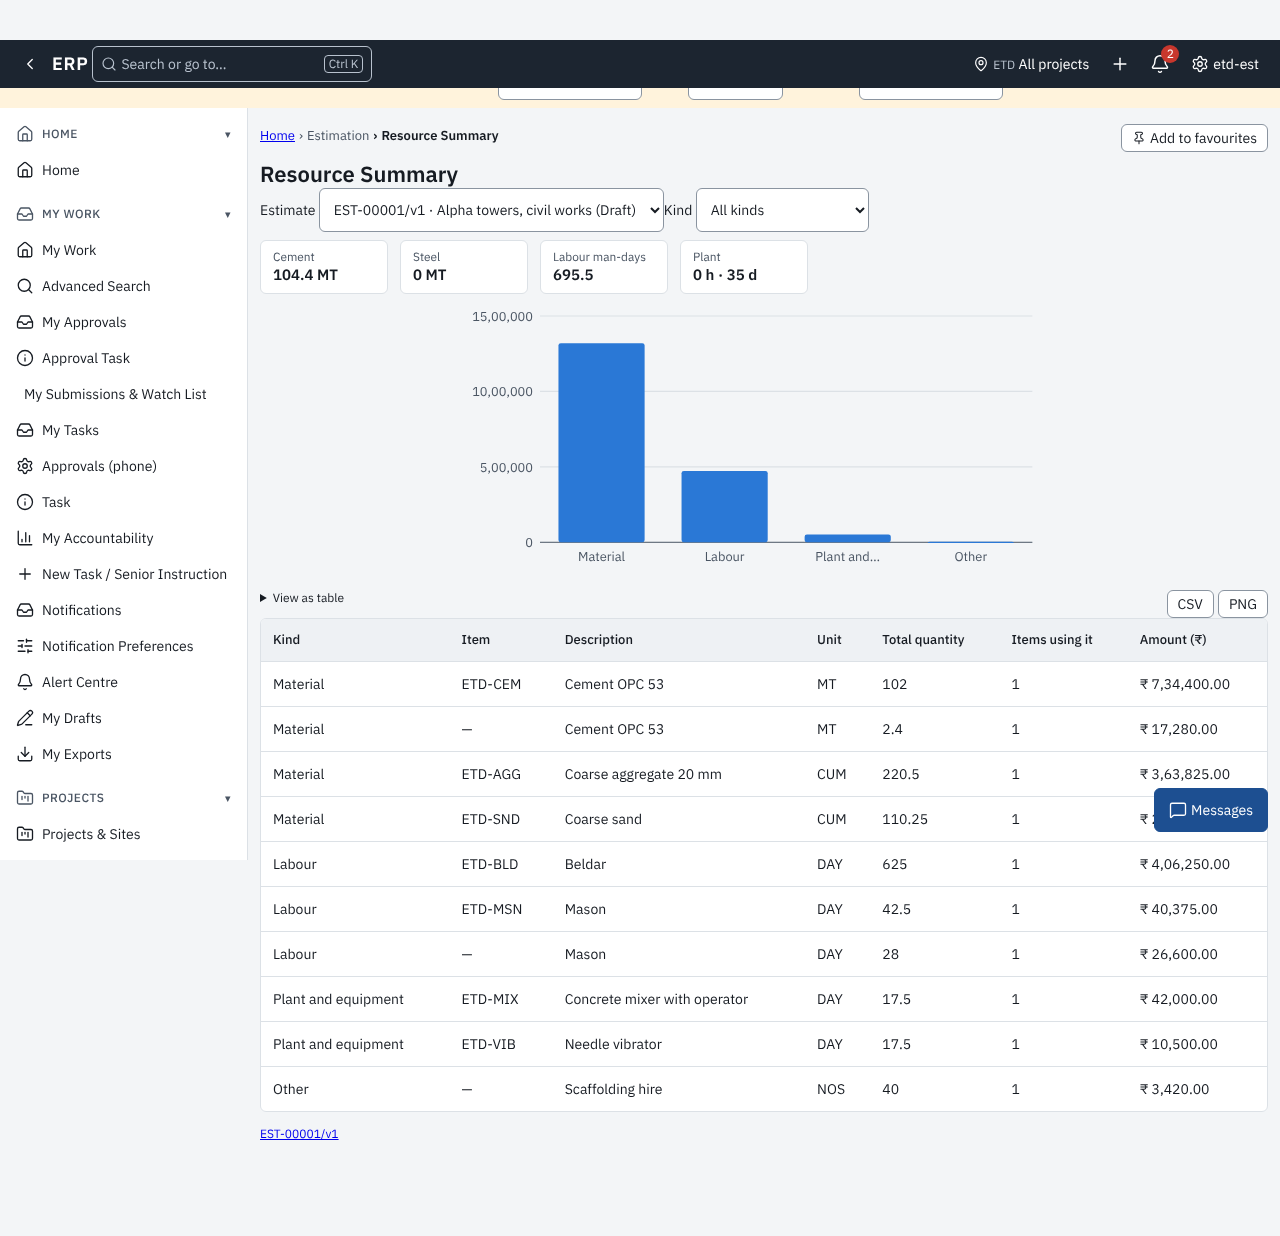 ERP
Search or go to...
Ctrl K
ETD All projects
2
etd-est
HOME
Home
MY WORK
My Work
Advanced Search
My Approvals
Approval Task
My Submissions & Watch List
My Tasks
Approvals (phone)
Task
My Accountability
New Task / Senior Instruction
Notifications
Notification Preferences
Alert Centre
My Drafts
My Exports
PROJECTS
Projects & Sites
Home › Estimation › Resource Summary
Add to favourites
Resource Summary
Estimate EST-00001/v1 · Alpha towers, civil works (Draft) Kind All kinds
Cement Steel Labour man-days Plant
104.4 MT 0 MT 695.5 0 h · 35 d
15,00,000
10,00,000
5,00,000
0
Material Labour Plant and... Other
View as table
CSV PNG
Kind Item Description Unit Total quantity Items using it Amount (₹)
Material ETD-CEM Cement OPC 53 MT 102 1 ₹ 7,34,400.00
Material — Cement OPC 53 MT 2.4 1 ₹ 17,280.00
Material ETD-AGG Coarse aggregate 20 mm CUM 220.5 1 ₹ 3,63,825.00
Material ETD-SND Coarse sand CUM 110.25 1 ₹
Messages
Labour ETD-BLD Beldar DAY 625 1 ₹ 4,06,250.00
Labour ETD-MSN Mason DAY 42.5 1 ₹ 40,375.00
Labour — Mason DAY 28 1 ₹ 26,600.00
Plant and equipment ETD-MIX Concrete mixer with operator DAY 17.5 1 ₹ 42,000.00
Plant and equipment ETD-VIB Needle vibrator DAY 17.5 1 ₹ 10,500.00
Other — Scaffolding hire NOS 40 1 ₹ 3,420.00
EST-00001/v1